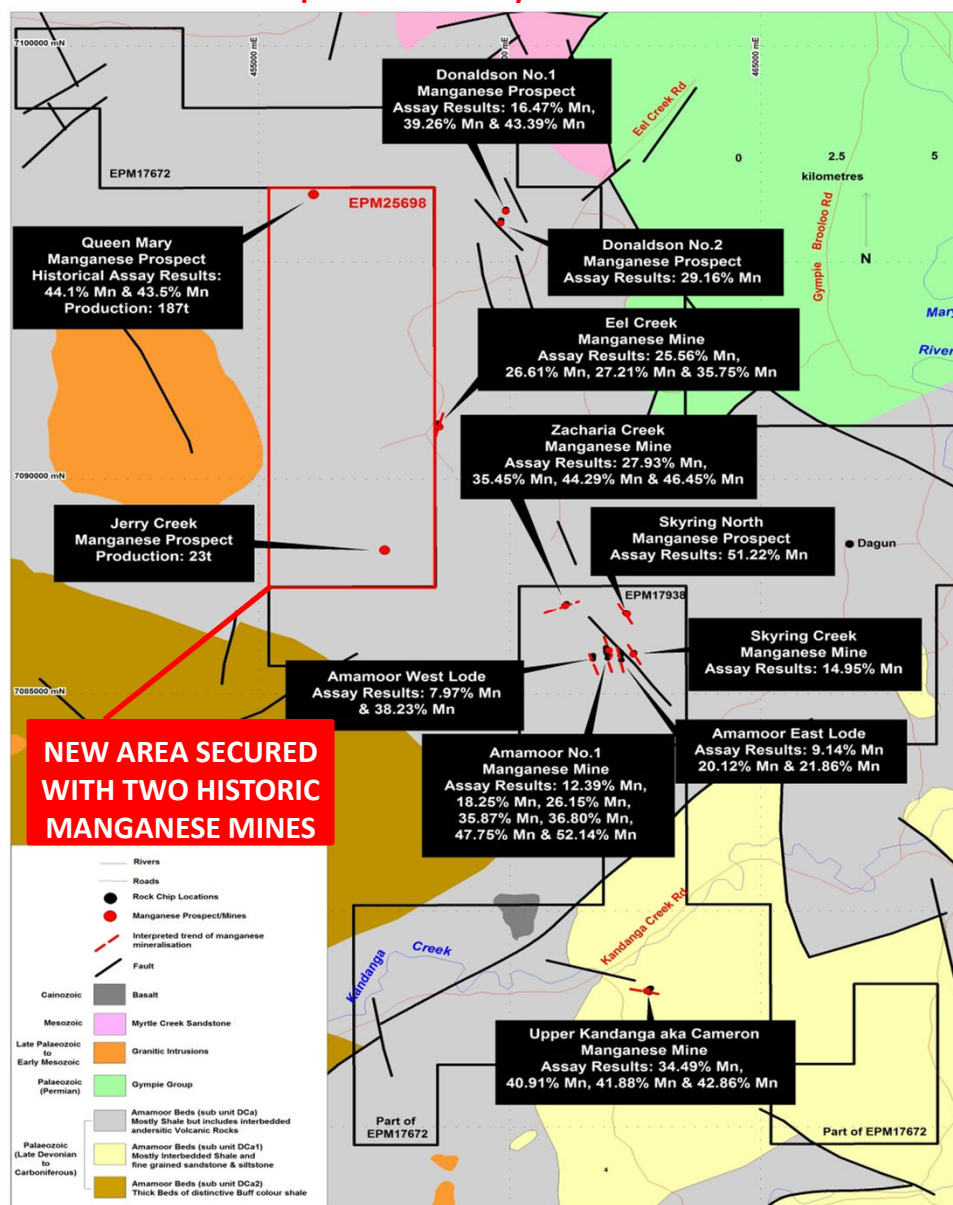 7100000 mN
455000 mE
465000 mE
Donaldson No.1
Manganese Prospect
Assay Results: 16.47% Mn,
39.26% Mn & 43.39% Mn
Eel Creek Rd
0 2.5 5
kilometres
EPM17672
EPM25698
Gympie Brooloo Rd
N
Queen Mary
Manganese Prospect
Historical Assay Results:
44.1% Mn & 43.5% Mn
Production: 187t
Donaldson No.2
Manganese Prospect
Assay Results: 29.16% Mn
Mary
River
Eel Creek
Manganese Mine
Assay Results: 25.56% Mn,
26.61% Mn, 27.21% Mn & 35.75% Mn
Zacharia Creek
Manganese Mine
Assay Results: 27.93% Mn,
35.45% Mn, 44.29% Mn & 46.45% Mn
7090000 mN
Jerry Creek
Manganese Prospect
Production: 23t
Skyring North
Manganese Prospect
Assay Results: 51.22% Mn
Dagun
EPM17938
Skyring Creek
Manganese Mine
Assay Results: 14.95% Mn
Amamoor West Lode
Assay Results: 7.97% Mn
& 38.23% Mn
7085000 mN
NEW AREA SECURED
WITH TWO HISTORIC
MANGANESE MINES
Amamoor East Lode
Assay Results: 9.14% Mn
20.12% Mn & 21.86% Mn
Amamoor No.1
Manganese Mine
Assay Results: 12.39% Mn,
18.25% Mn, 26.15% Mn,
35.87% Mn, 36.80% Mn,
47.75% Mn & 52.14% Mn
Kandanga Creek Rd
Kandanga Creek
Upper Kandanga aka Cameron
Manganese Mine
Assay Results: 34.49% Mn,
40.91% Mn, 41.88% Mn & 42.86% Mn
Part of
EPM17672
Part of EPM17672
4
Rivers
Roads
Rock Chip Locations
Manganese Prospect/Mines
Interpreted trend of manganese
mineralisation
Fault
Cainozoic Basalt
Mesozoic Myrtle Creek Sandstone
Late Palaeozoic
to
Early Mesozoic
Granitic Intrusions
Palaeozoic
(Permian)
Gympie Group
Palaeozoic
(Late Devonian
to
Carboniferous)
Amamoor Beds (sub unit DCa)
Mostly Shale but includes interbedded
andersitic Volcanic Rocks
Amamoor Beds (sub unit DCa1)
Mostly Interbedded Shale and
fine grained sandstone & siltstone
Amamoor Beds (sub unit DCa2)
Thick Beds of distinctive Buff colour shale